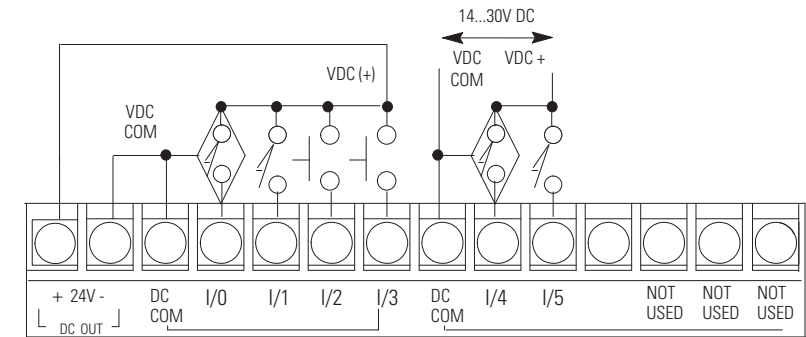 14...30V DC
VDC
COM
VDC +
VDC (+)
VDC
COM
+ 24V -
DC OUT
DC
COM
I/0
I/1
I/2
I/3
DC
COM
I/4
I/5
NOT
USED
NOT
USED
NOT
USED